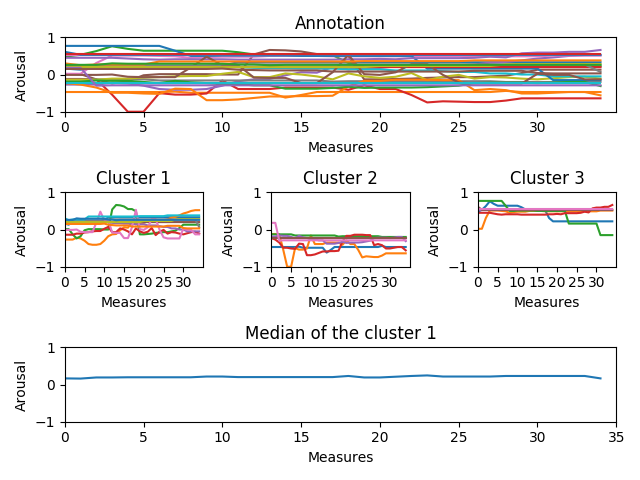 Annotation
Arousal
1
0
−1
0 5 10 15 20 25 30
Measures
Cluster 1 Cluster 2 Cluster 3
Arousal Arousal Arousal
1 1 1
0 0 0
−1 −1 −1
0 5 10 15 20 25 30 0 5 10 15 20 25 30 0 5 10 15 20 25 30
Measures Measures Measures
Median of the cluster 1
Arousal
1
0
−1
0 5 10 15 20 25 30 35
Measures